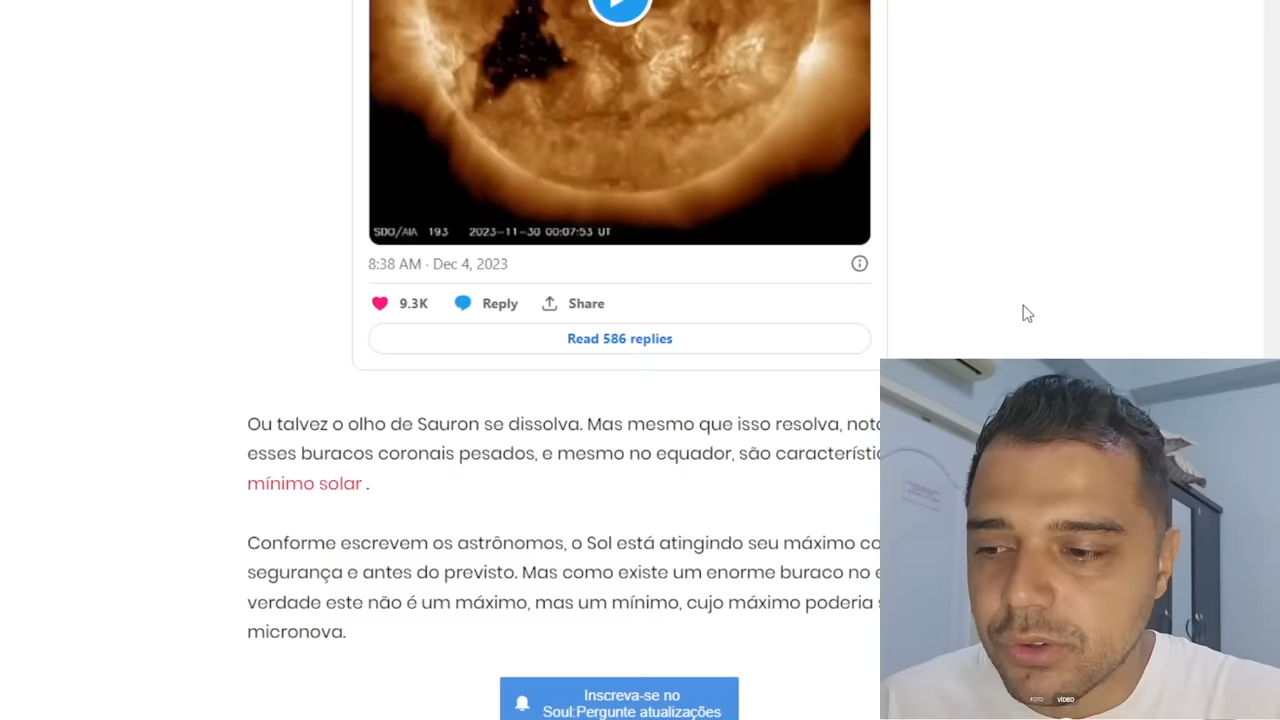 SDO/AIA 193 2023-11-30 00:07:53 UT
8:38 AM · Dec 4, 2023
9.3K Reply Share
Read 586 replies
Ou talvez o olho de Sauron se dissolva. Mas mesmo que isso resolva,
esses buracos coronais pesados, e mesmo no equador, são
mínimo solar .
Conforme escrevem os astrônomos, o Sol está atingindo seu máximo
segurança e antes do previsto. Mas como existe um enorme buraco no
verdade este não é um máximo, mas um mínimo, cujo máximo poderia
micronova.
Inscreva-se no
Soul:Pergunte atualizações
FOTO VÍDEO